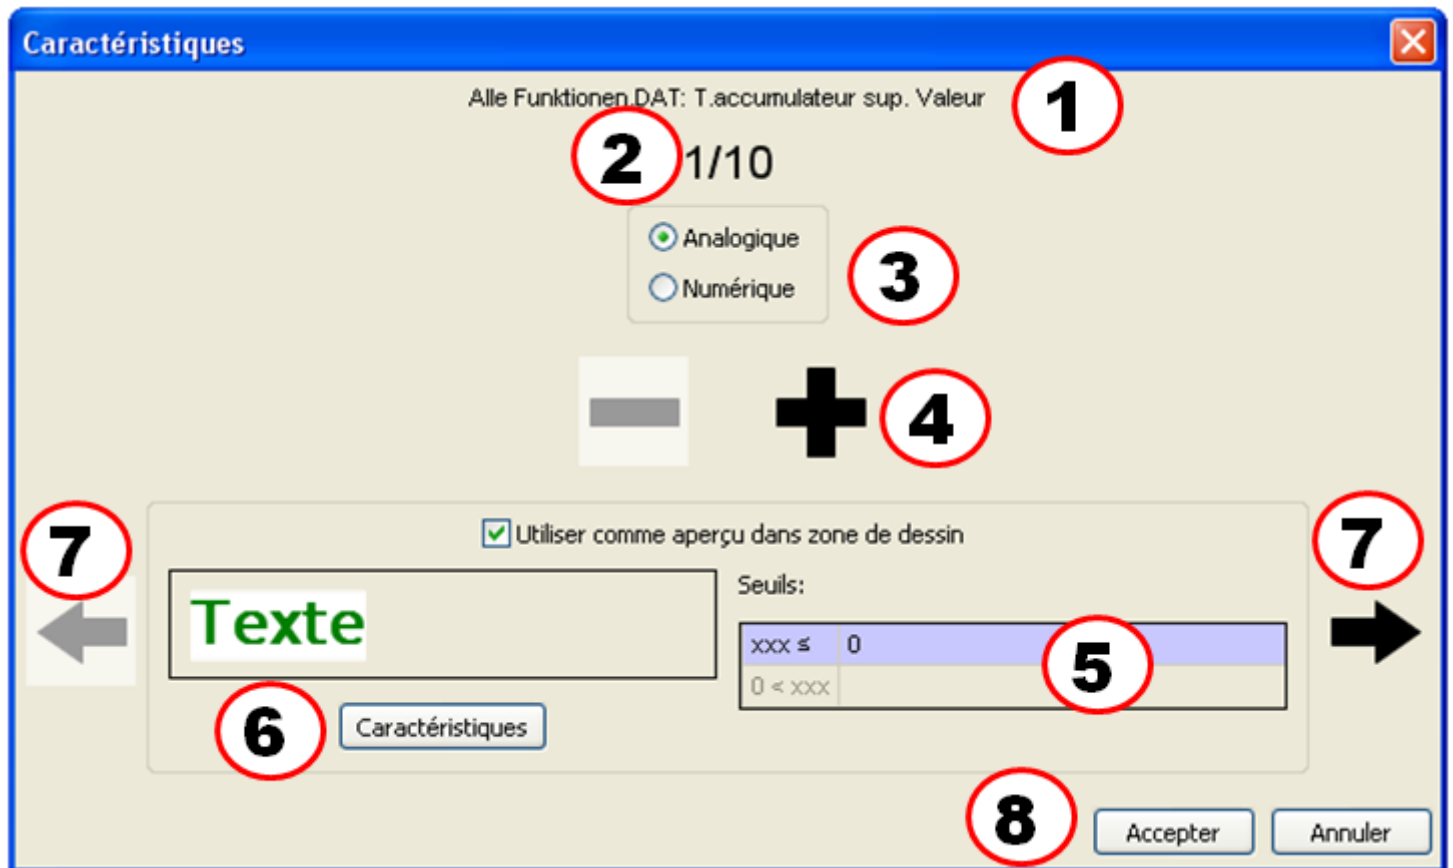 Caractéristiques
Alle Funktionen.DAT: T.accumulateur sup. Valeur
1
2
1/10
Analogique
Numérique
3
4
7
Utiliser comme aperçu dans zone de dessin
7
Texte
Seuils:
xxx ≤ 0
0 < xxx
5
6
Caractéristiques
8
Accepter
Annuler